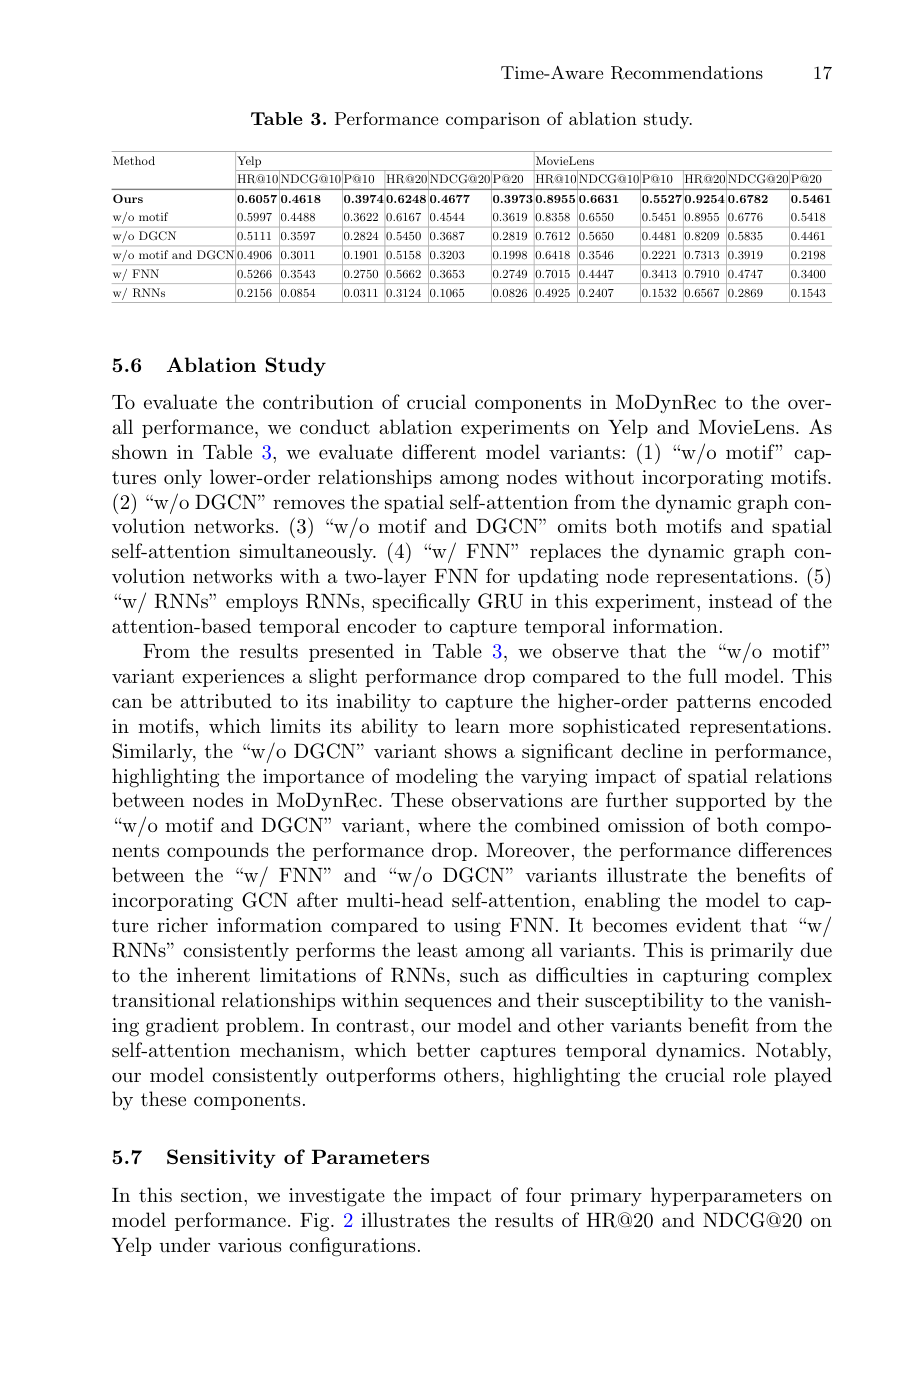 Time-Aware Recommendations 17
Table 3. Performance comparison of ablation study.
Method Yelp MovieLens
HR@10 NDCG@10 P@10 HR@20 NDCG@20 P@20 HR@10 NDCG@10 P@10 HR@20 NDCG@20 P@20
Ours 0.6057 0.4618 0.3974 0.6248 0.4677 0.3973 0.8955 0.6631 0.5527 0.9254 0.6782 0.5461
w/o motif 0.5997 0.4488 0.3622 0.6167 0.4544 0.3619 0.8358 0.6550 0.5451 0.8955 0.6776 0.5418
w/o DGCN 0.5111 0.3597 0.2824 0.5450 0.3687 0.2819 0.7612 0.5650 0.4481 0.8209 0.5835 0.4461
w/o motif and DGCN 0.4906 0.3011 0.1901 0.5158 0.3203 0.1998 0.6418 0.3546 0.2221 0.7313 0.3919 0.2198
w/ FNN 0.5266 0.3543 0.2750 0.5662 0.3653 0.2749 0.7015 0.4447 0.3413 0.7910 0.4747 0.3400
w/ RNNs 0.2156 0.0854 0.0311 0.3124 0.1065 0.0826 0.4925 0.2407 0.1532 0.6567 0.2869 0.1543
5.6 Ablation Study
To evaluate the contribution of crucial components in MoDynRec to the over-
all performance, we conduct ablation experiments on Yelp and MovieLens. As
shown in Table 3, we evaluate different model variants: (1) “w/o motif” cap-
tures only lower-order relationships among nodes without incorporating motifs.
(2) “w/o DGCN” removes the spatial self-attention from the dynamic graph con-
volution networks. (3) “w/o motif and DGCN” omits both motifs and spatial
self-attention simultaneously. (4) “w/ FNN” replaces the dynamic graph con-
volution networks with a two-layer FNN for updating node representations. (5)
“w/ RNNs” employs RNNs, specifically GRU in this experiment, instead of the
attention-based temporal encoder to capture temporal information.
From the results presented in Table 3, we observe that the “w/o motif”
variant experiences a slight performance drop compared to the full model. This
can be attributed to its inability to capture the higher-order patterns encoded
in motifs, which limits its ability to learn more sophisticated representations.
Similarly, the “w/o DGCN” variant shows a significant decline in performance,
highlighting the importance of modeling the varying impact of spatial relations
between nodes in MoDynRec. These observations are further supported by the
“w/o motif and DGCN” variant, where the combined omission of both compo-
nents compounds the performance drop. Moreover, the performance differences
between the “w/ FNN” and “w/o DGCN” variants illustrate the benefits of
incorporating GCN after multi-head self-attention, enabling the model to cap-
ture richer information compared to using FNN. It becomes evident that “w/
RNNs” consistently performs the least among all variants. This is primarily due
to the inherent limitations of RNNs, such as difficulties in capturing complex
transitional relationships within sequences and their susceptibility to the vanish-
ing gradient problem. In contrast, our model and other variants benefit from the
self-attention mechanism, which better captures temporal dynamics. Notably,
our model consistently outperforms others, highlighting the crucial role played
by these components.
5.7 Sensitivity of Parameters
In this section, we investigate the impact of four primary hyperparameters on
model performance. Fig. 2 illustrates the results of HR@20 and NDCG@20 on
Yelp under various configurations.